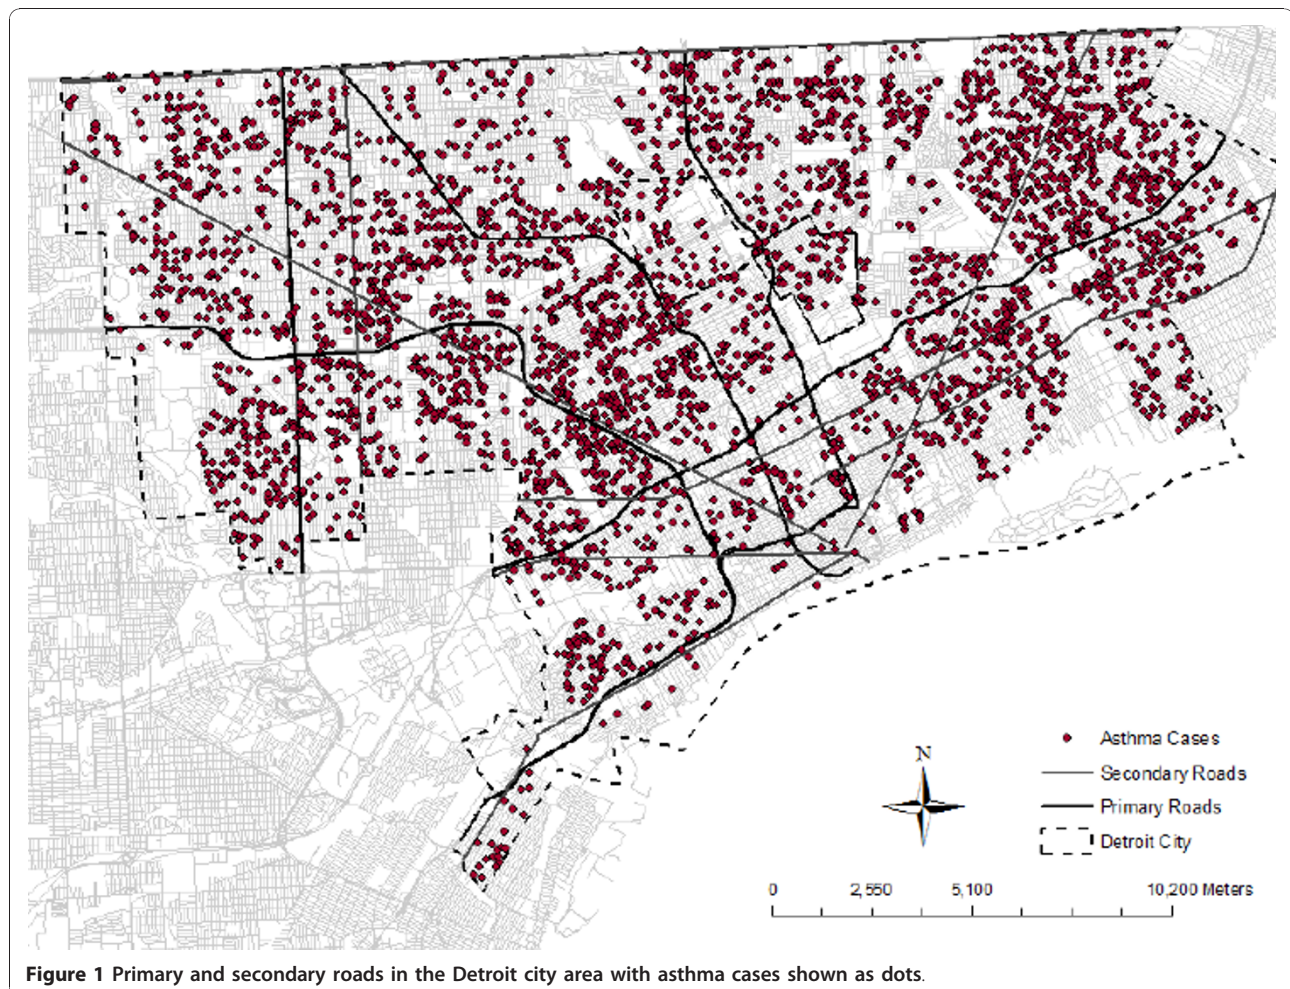 N
Asthma Cases
Secondary Roads
Primary Roads
Detroit City
0 2,550 5,100 10,200 Meters
Figure 1 Primary and secondary roads in the Detroit city area with asthma cases shown as dots.